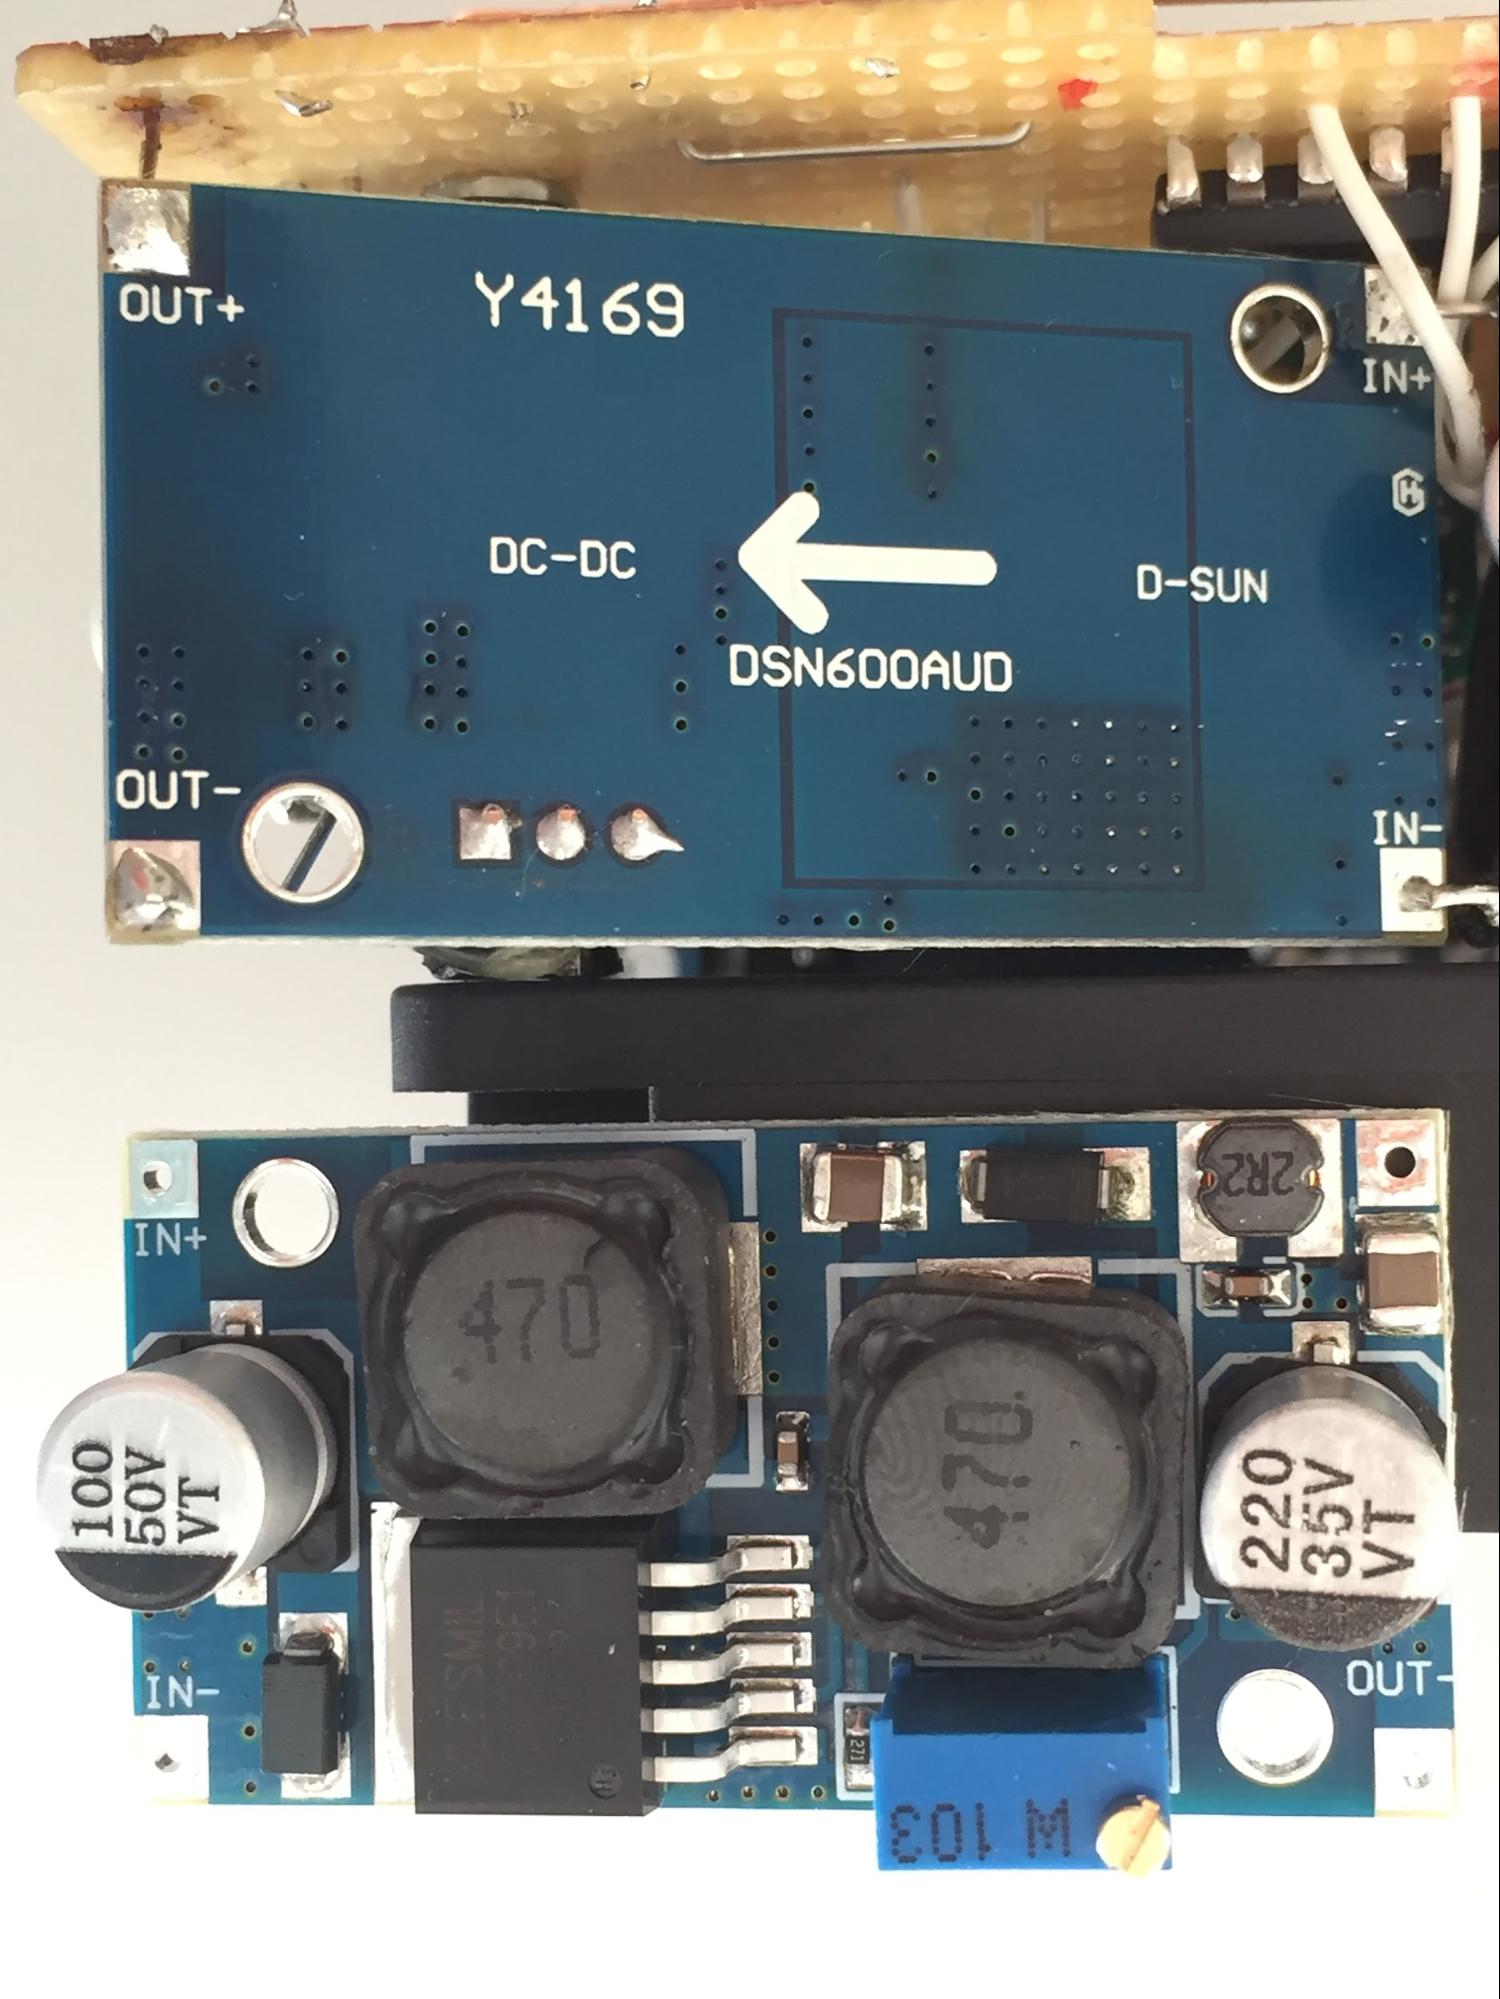 OUT+
Y4169
IN+
DC-DC
D-SUN
DSN600AUD
OUT-
IN-
2R2
IN+
470
470
100
50V
VT
220
35V
VT
IN-
OUT-
271
W 103